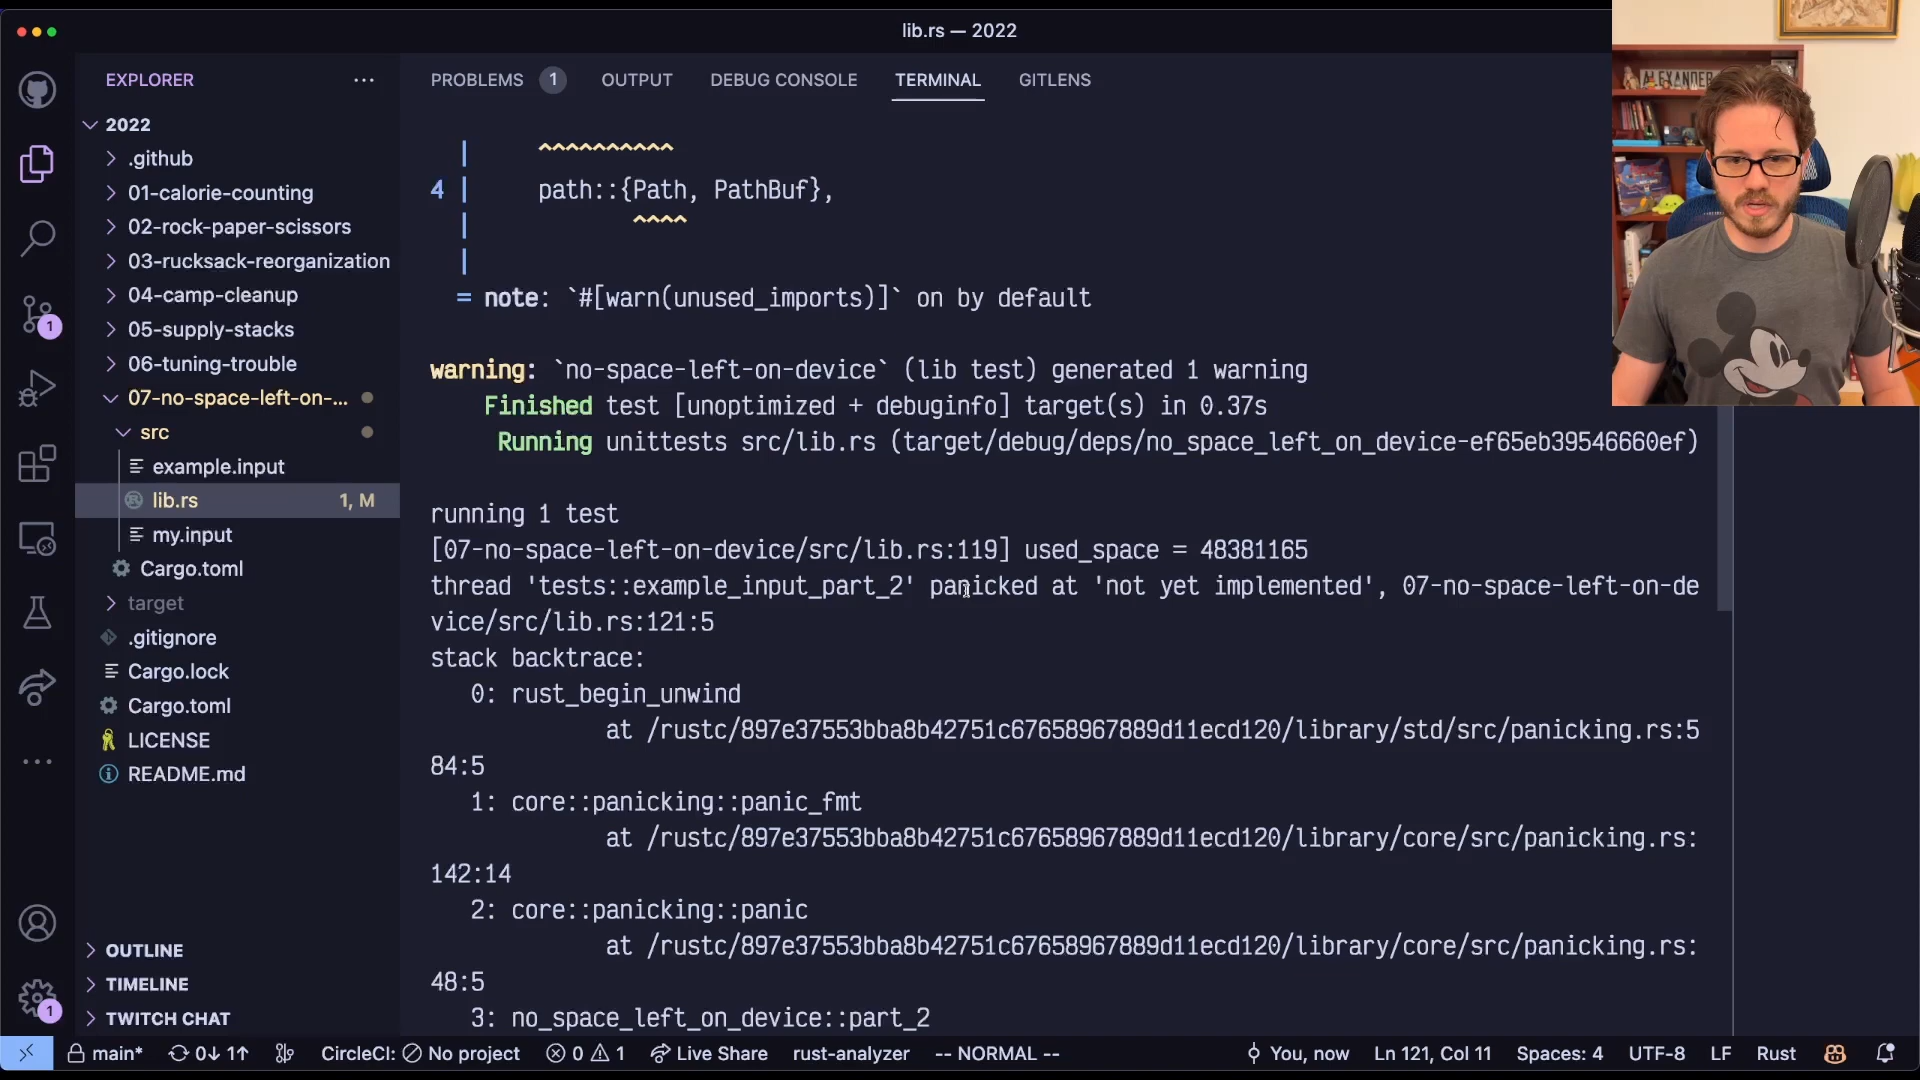 lib.rs — 2022
EXPLORER
PROBLEMS 1 OUTPUT DEBUG CONSOLE TERMINAL GITLENS
2022
.github
01-calorie-counting
02-rock-paper-scissors
03-rucksack-reorganization
04-camp-cleanup
05-supply-stacks
06-tuning-trouble
07-no-space-left-on-...
src
example.input
lib.rs 1, M
my.input
Cargo.toml
target
.gitignore
Cargo.lock
Cargo.toml
LICENSE
README.md
OUTLINE
TIMELINE
TWITCH CHAT
1
1
| ^^^^^^^^^^
4 | path::{Path, PathBuf},
| ^^^^
|
= note: `#[warn(unused_imports)]` on by default
warning: `no-space-left-on-device` (lib test) generated 1 warning
Finished test [unoptimized + debuginfo] target(s) in 0.37s
Running unittests src/lib.rs (target/debug/deps/no_space_left_on_device-ef65eb39546660ef)
running 1 test
[07-no-space-left-on-device/src/lib.rs:119] used_space = 48381165
thread 'tests::example_input_part_2' panicked at 'not yet implemented', 07-no-space-left-on-de
vice/src/lib.rs:121:5
stack backtrace:
0: rust_begin_unwind
at /rustc/897e37553bba8b42751c67658967889d11ecd120/library/std/src/panicking.rs:5
84:5
1: core::panicking::panic_fmt
at /rustc/897e37553bba8b42751c67658967889d11ecd120/library/core/src/panicking.rs:
142:14
2: core::panicking::panic
at /rustc/897e37553bba8b42751c67658967889d11ecd120/library/core/src/panicking.rs:
48:5
3: no_space_left_on_device::part_2
ALEXANDER
main* 0↓ 1↑ CircleCI: No project 0 1 Live Share rust-analyzer -- NORMAL -- You, now Ln 121, Col 11 Spaces: 4 UTF-8 LF Rust